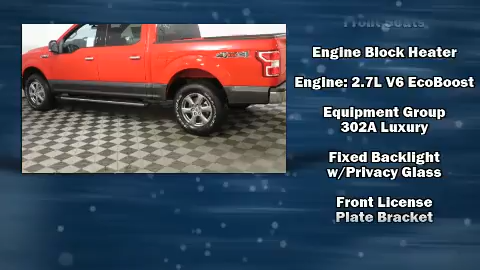 Front Seats
Engine Block Heater
Engine: 2.7L V6 EcoBoost
Equipment Group
302A Luxury
Fixed Backlight
w/Privacy Glass
Front License
Plate Bracket
4X4